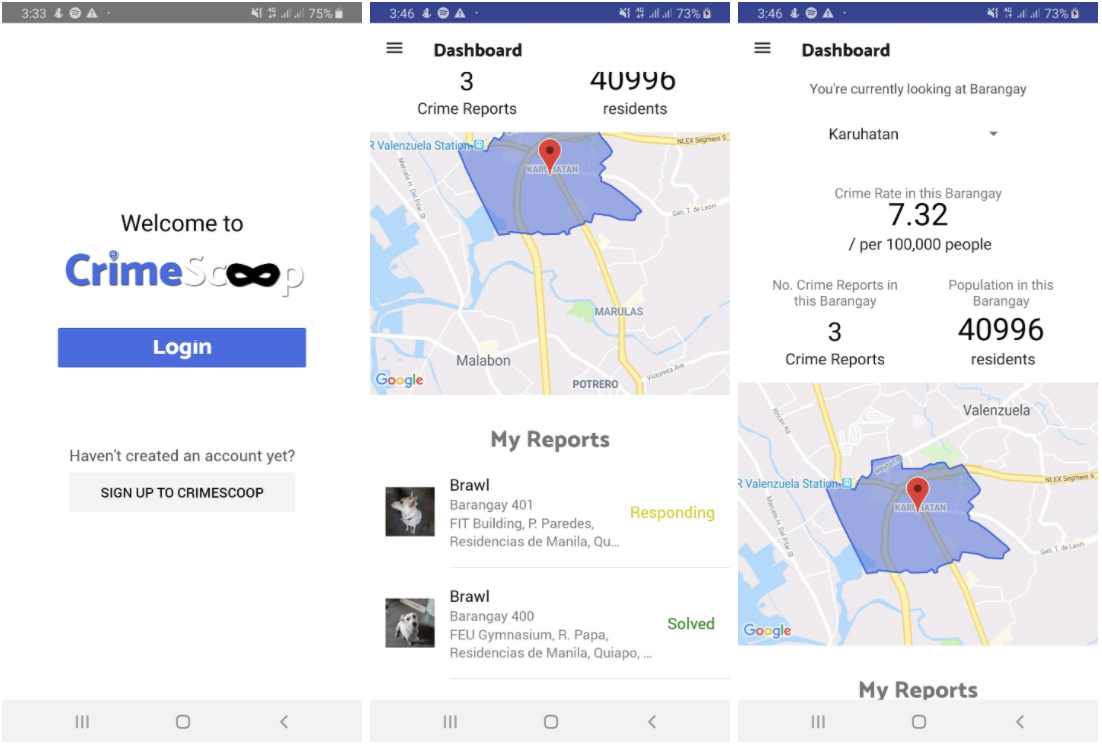 3:33
75%
Welcome to
CrimeScoop
Login
Haven't created an account yet?
SIGN UP TO CRIMESCOOP
3:46
4G
73%
Dashboard
3
40996
Crime Reports
residents
R Valenzuela Station
NLEX Segment 9
KARUHATAN
Marcelo H. Del Pilar St
Gen. T. de Leon
MARULAS
Malabon
Victoneta Ave
POTRERO
Google
My Reports
Brawl
Barangay 401
FIT Building, P. Paredes,
Residencias de Manila, Qu...
Responding
Brawl
Barangay 400
FEU Gymnasium, R. Papa,
Residencias de Manila, Quiapo, ...
Solved
3:46
4G
73%
Dashboard
You're currently looking at Barangay
Karuhatan
Crime Rate in this Barangay
7.32
/ per 100,000 people
No. Crime Reports in
this Barangay
Population in this
Barangay
3
40996
Crime Reports
residents
Valenzuela
Maysan Rd
R Valenzuela Station
NLEX Segment 9
KARUHATAN
Marcelo H. Del Pilar St
Gen. T. de Leon
Google
My Reports